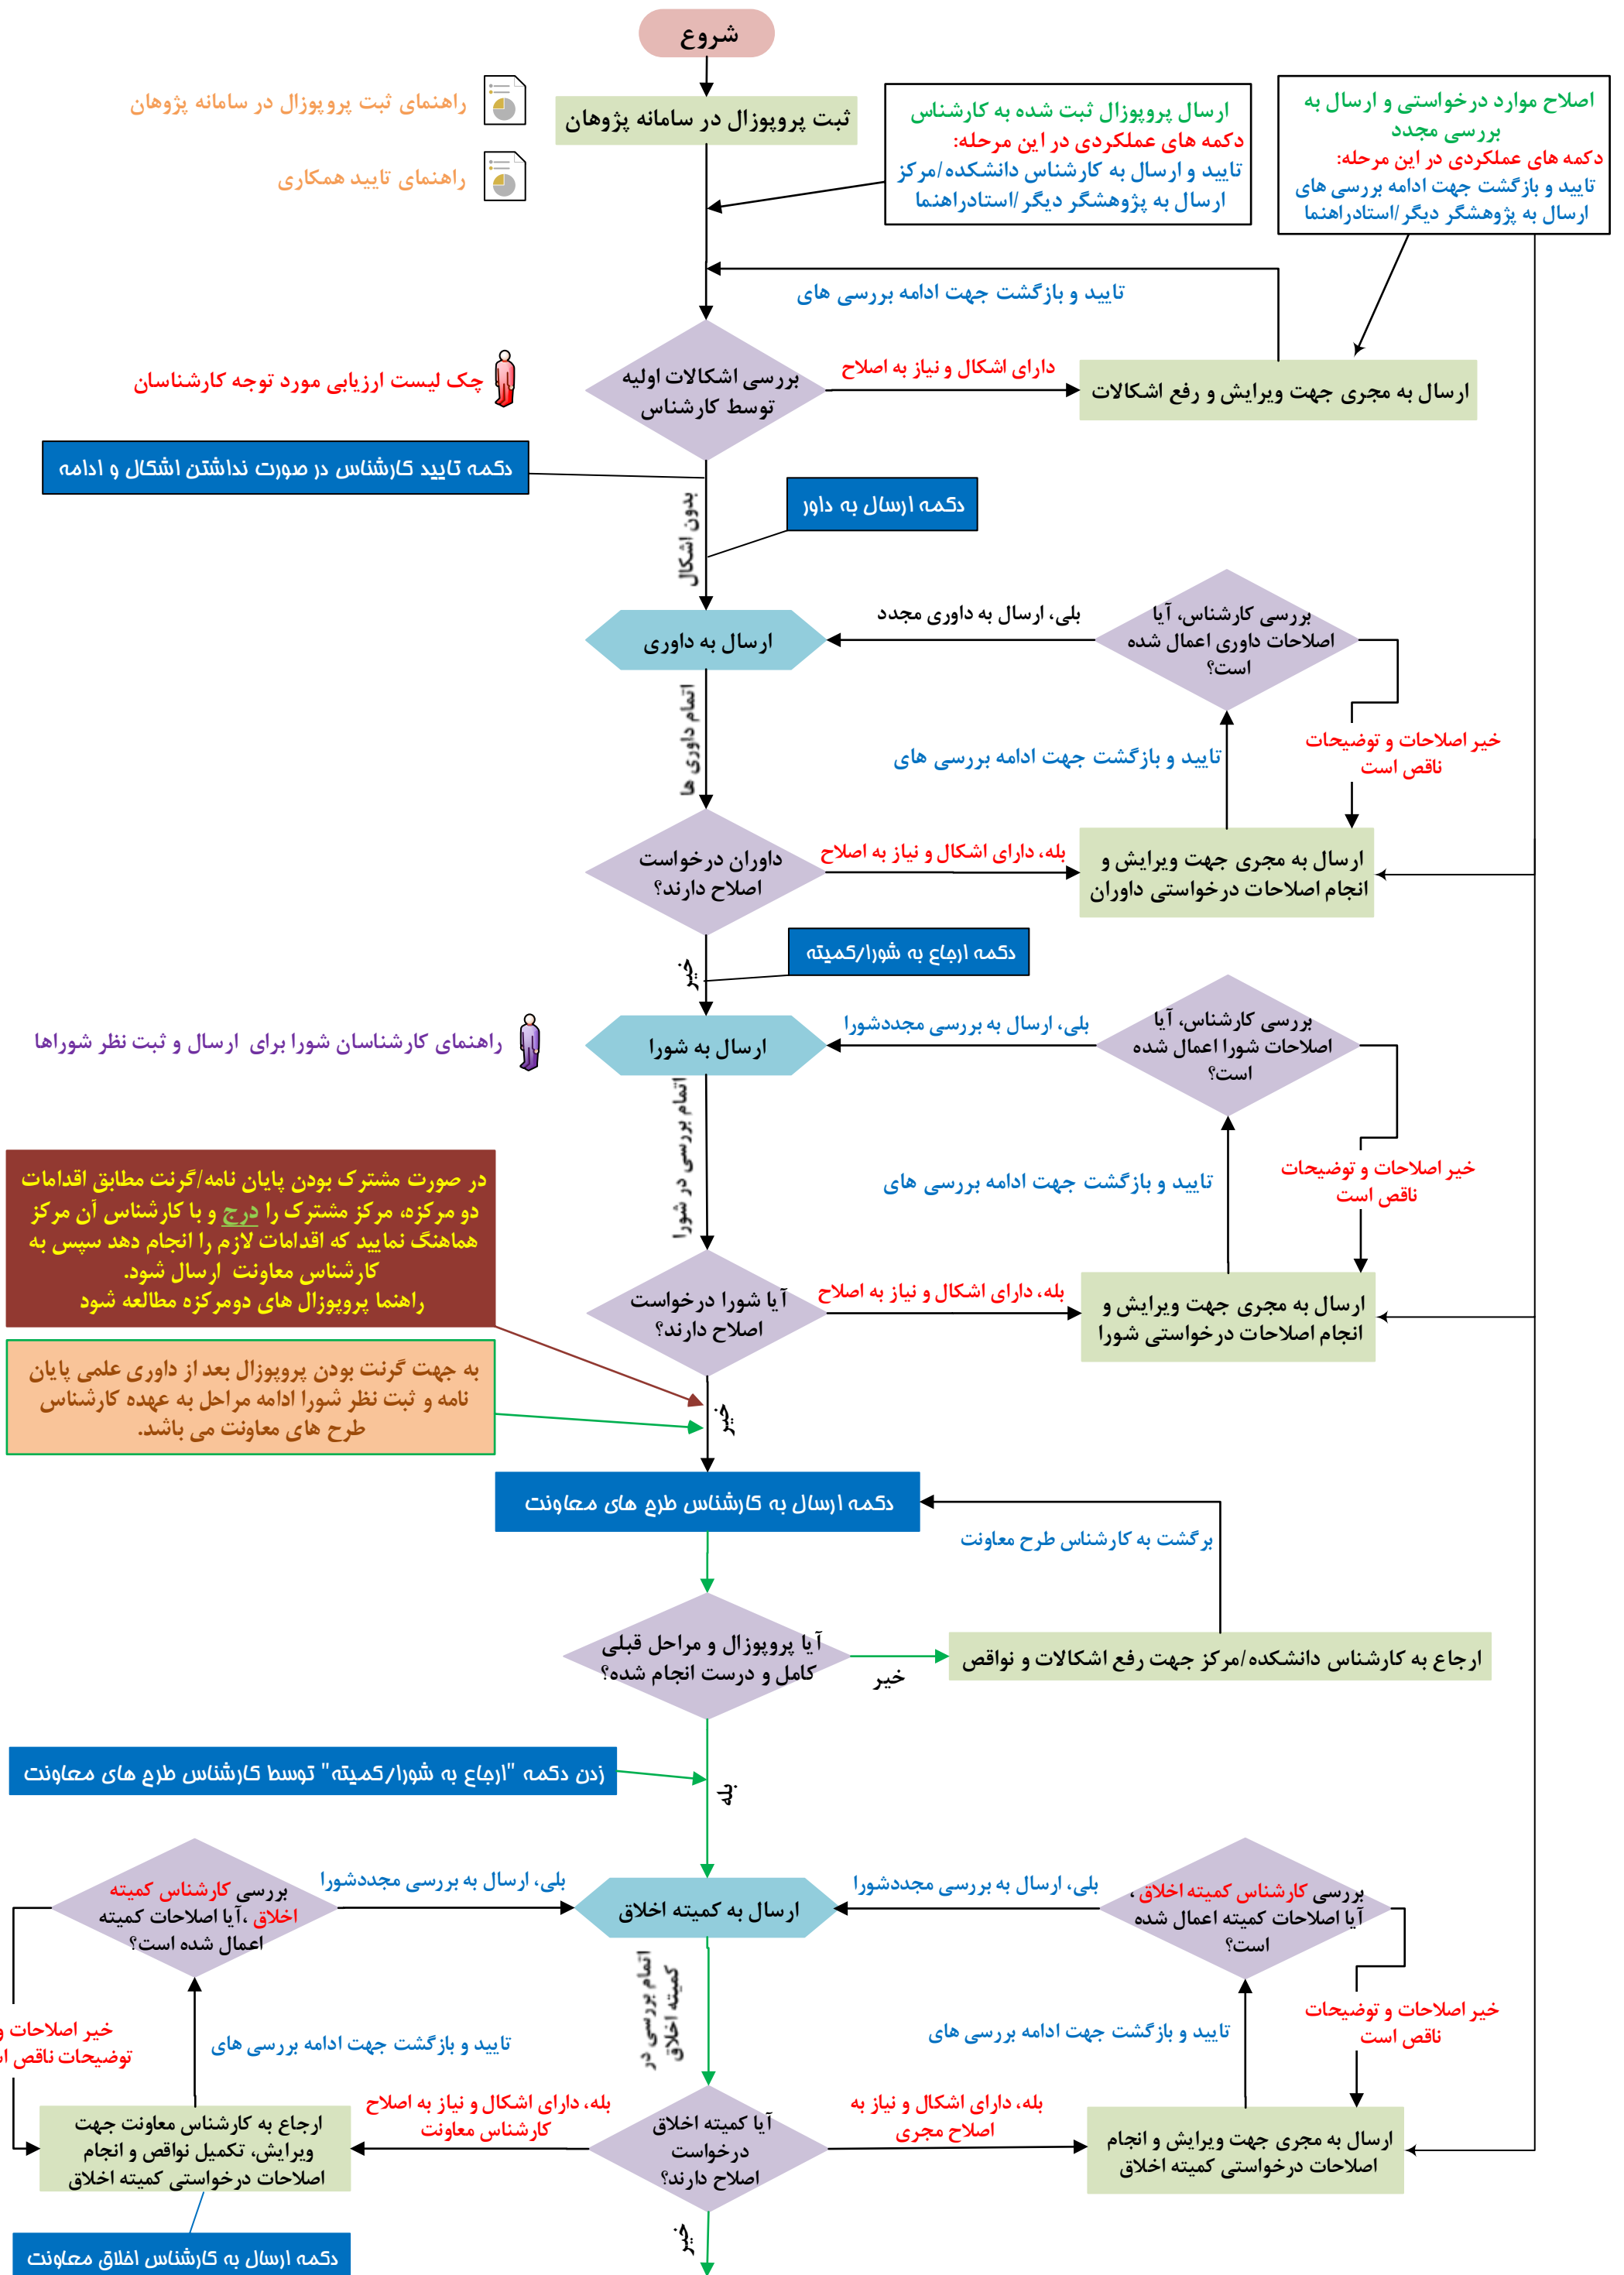 شروع
راهنمای ثبت پروپوزال در سامانه پژوهان
ثبت پروپوزال در سامانه پژوهان
راهنمای تایید همکاری
ارسال پروپوزال ثبت شده به کارشناس
دکمه های عملکردی در این مرحله:
تایید و ارسال به کارشناس دانشکده/مرکز
ارسال به پژوهشگر دیگر/استادراهنما
اصلاح موارد درخواستی و ارسال به
بررسی مجدد
دکمه های عملکردی در این مرحله:
تایید و بازگشت جهت ادامه بررسی های
ارسال به پژوهشگر دیگر/استادراهنما
تایید و بازگشت جهت ادامه بررسی های
بررسی اشکالات اولیه
توسط کارشناس
دارای اشکال و نیاز به اصلاح
ارسال به مجری جهت ویرایش و رفع اشکالات
چک لیست ارزیابی مورد توجه کارشناسان
دکمه تایید کارشناس در صورت نداشتن اشکال و ادامه
بدون اشکال
دکمه ارسال به داور
ارسال به داوری
بلی، ارسال به داوری مجدد
بررسی کارشناس، آیا
اصلاحات داوری اعمال شده
است؟
اتمام داوری ها
تایید و بازگشت جهت ادامه بررسی های
خیر اصلاحات و توضیحات
ناقص است
داوران درخواست
اصلاح دارند؟
بله، دارای اشکال و نیاز به اصلاح
ارسال به مجری جهت ویرایش و
انجام اصلاحات درخواستی داوران
خیر
دکمه ارجاع به شورا/کمیته
راهنمای کارشناسان شورا برای ارسال و ثبت نظر شوراها
ارسال به شورا
بلی، ارسال به بررسی مجددشورا
بررسی کارشناس، آیا
اصلاحات شورا اعمال شده
است؟
اتمام بررسی در شورا
تایید و بازگشت جهت ادامه بررسی های
خیر اصلاحات و توضیحات
ناقص است
در صورت مشترک بودن پایان نامه/گرنت مطابق اقدامات
دو مرکزه، مرکز مشترک را درج و با کارشناس آن مرکز
هماهنگ نمایید که اقدامات لازم را انجام دهد سپس به
کارشناس معاونت ارسال شود.
راهنما پروپوزال های دومرکزه مطالعه شود
آیا شورا درخواست
اصلاح دارند؟
بله، دارای اشکال و نیاز به اصلاح
ارسال به مجری جهت ویرایش و
انجام اصلاحات درخواستی شورا
به جهت گرنت بودن پروپوزال بعد از داوری علمی پایان
نامه و ثبت نظر شورا ادامه مراحل به عهده کارشناس
طرح های معاونت می باشد.
خیر
دکمه ارسال به کارشناس طرح های معاونت
برگشت به کارشناس طرح معاونت
آیا پروپوزال و مراحل قبلی
کامل و درست انجام شده؟
خیر
ارجاع به کارشناس دانشکده/مرکز جهت رفع اشکالات و نواقص
زدن دکمه "ارجاع به شورا/کمیته" توسط کارشناس طرح های معاونت
بله
بررسی کارشناس کمیته
اخلاق ،آیا اصلاحات کمیته
اعمال شده است؟
بلی، ارسال به بررسی مجددشورا
ارسال به کمیته اخلاق
بلی، ارسال به بررسی مجددشورا
بررسی کارشناس کمیته اخلاق ،
آیا اصلاحات کمیته اعمال شده
است؟
اتمام بررسی در
کمیته اخلاق
خیر اصلاحات و
توضیحات ناقص
تایید و بازگشت جهت ادامه بررسی های
تایید و بازگشت جهت ادامه بررسی های
خیر اصلاحات و توضیحات
ناقص است
ارجاع به کارشناس معاونت جهت
ویرایش، تکمیل نواقص و انجام
اصلاحات درخواستی کمیته اخلاق
بله، دارای اشکال و نیاز به اصلاح
کارشناس معاونت
آیا کمیته اخلاق
درخواست
اصلاح دارند؟
بله، دارای اشکال و نیاز به
اصلاح مجری
ارسال به مجری جهت ویرایش و انجام
اصلاحات درخواستی کمیته اخلاق
دکمه ارسال به کارشناس اخلاق معاونت
خیر